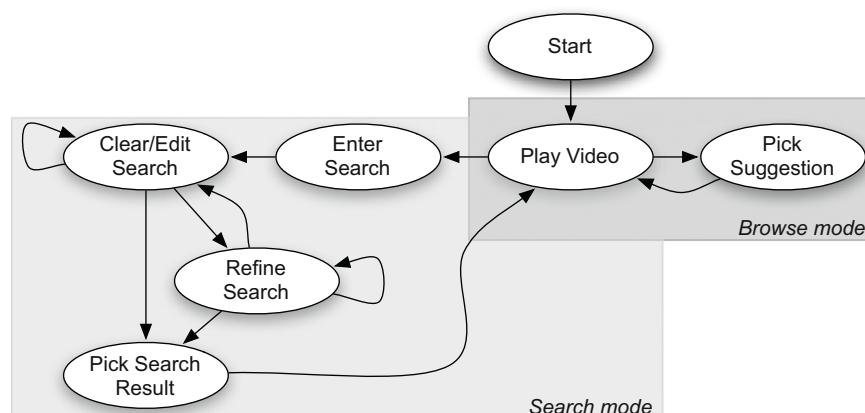 Start
Clear/Edit
Search
Enter
Search
Play Video
Pick
Suggestion
Browse mode
Refine
Search
Pick Search
Result
Search mode